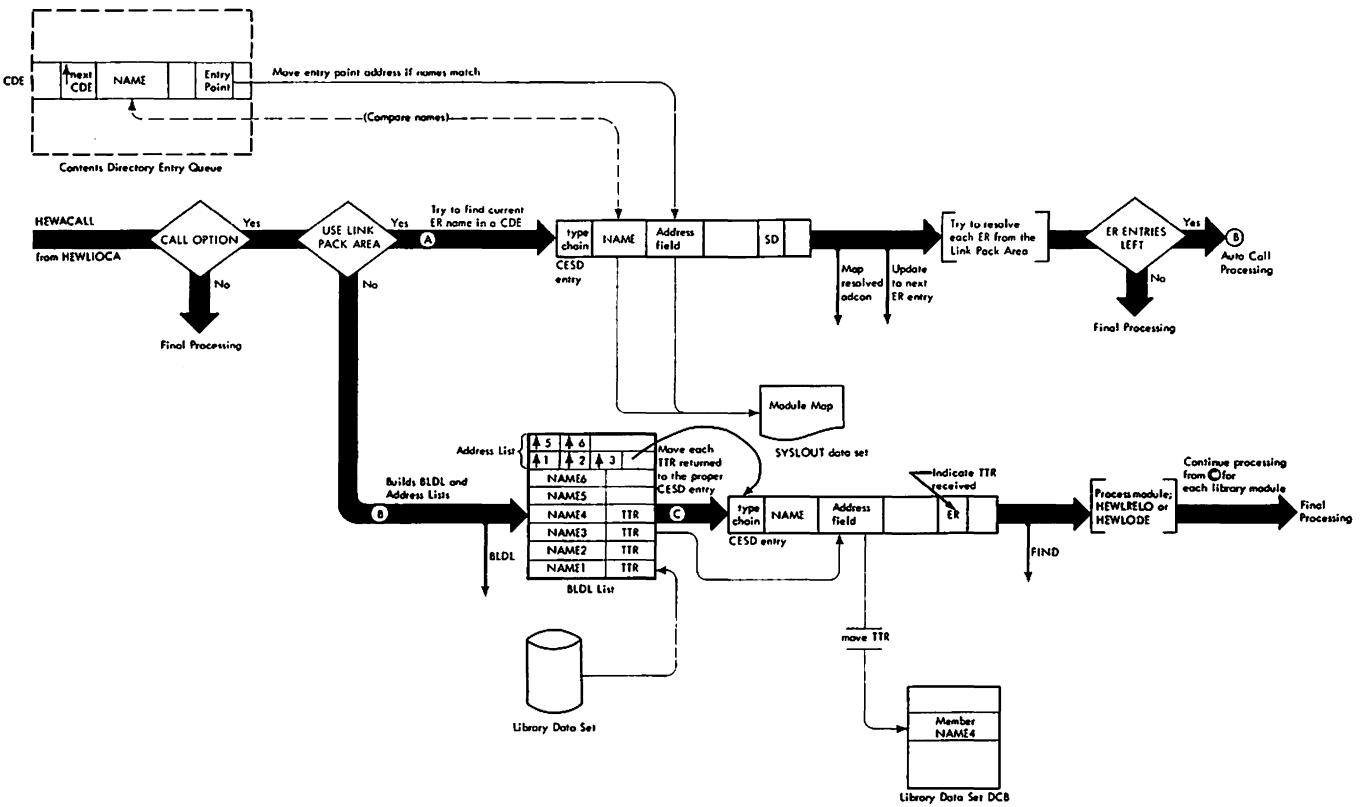 CDE
next
CDE
NAME
Entry
Point
Move entry point address if names match
(Compare names)
Contents Directory Entry Queue
HEWACALL
from HEWLIOCA
CALL OPTION
Yes
No
Final Processing
USE LINK
PACK AREA
Yes
No
Try to find current
ER name in a CDE
A
type
chain
NAME
Address
field
SD
CESD
entry
Map
resolved
adcon
Update
to next
ER entry
Try to resolve
each ER from the
Link Pack Area
ER ENTRIES
LEFT
Yes
B
Auto Call
Processing
No
Final Processing
Module Map
SYSLOUT data set
Address List
5
6
1
2
3
NAME6
NAME5
NAME4 TTR
NAME3 TTR
NAME2 TTR
NAME1 TTR
BLDL List
Move each
TTR returned
to the proper
CESD entry
Builds BLDL and
Address Lists
B
BLDL
C
type
chain
NAME
Address
field
ER
CESD entry
Indicate TTR
received
FIND
Process module;
HEWLRELO or
HEWLODE
Continue processing
from C for
each library module
Final
Processing
move TTR
Library Data Set
Member
NAME4
Library Data Set DCB